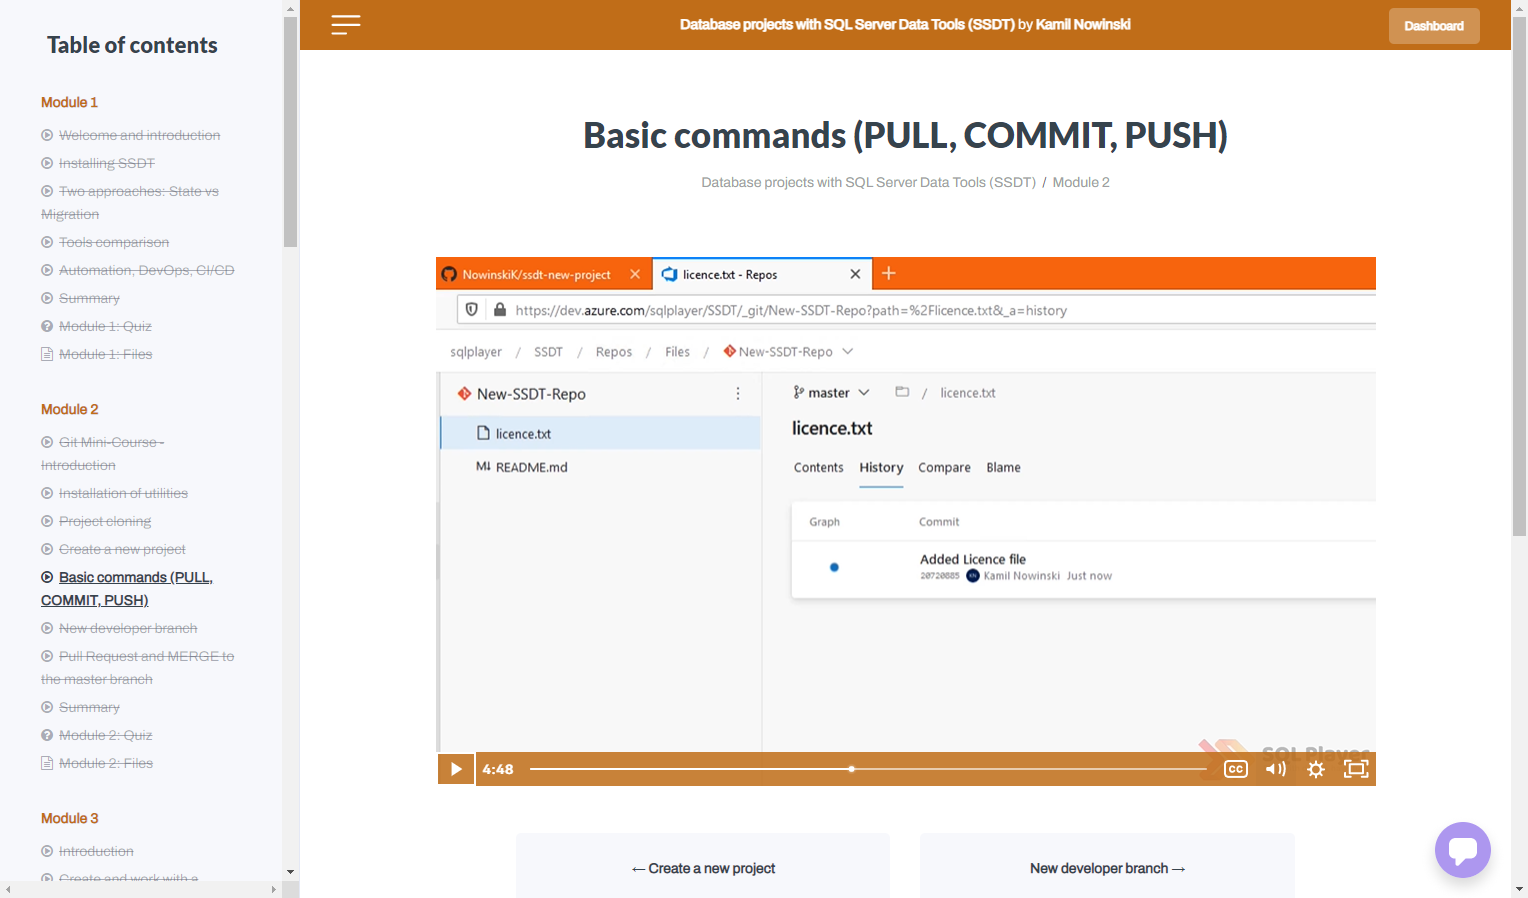 Table of contents
Module 1
Welcome and introduction
Installing SSDT
Two approaches: State vs
Migration
Tools comparison
Automation, DevOps, CI/CD
Summary
Module 1: Quiz
Module 1: Files
Module 2
Git Mini-Course -
Introduction
Installation of utilities
Project cloning
Create a new project
Basic commands (PULL,
COMMIT, PUSH)
New developer branch
Pull Request and MERGE to
the master branch
Summary
Module 2: Quiz
Module 2: Files
Module 3
Introduction
Create and work with a
Database projects with SQL Server Data Tools (SSDT) by Kamil Nowinski
Dashboard
Basic commands (PULL, COMMIT, PUSH)
Database projects with SQL Server Data Tools (SSDT) / Module 2
NowinskiK/ssdt-new-project
licence.txt - Repos
https://dev.azure.com/sqlplayer/SSDT/_git/New-SSDT-Repo?path=%2Flicence.txt&_a=history
sqlplayer / SSDT / Repos / Files / New-SSDT-Repo
New-SSDT-Repo
licence.txt
README.md
master / licence.txt
licence.txt
Contents History Compare Blame
Graph Commit
Added Licence file
20720885 Kamil Nowinski Just now
SQL Player
4:48
CC
← Create a new project
New developer branch →